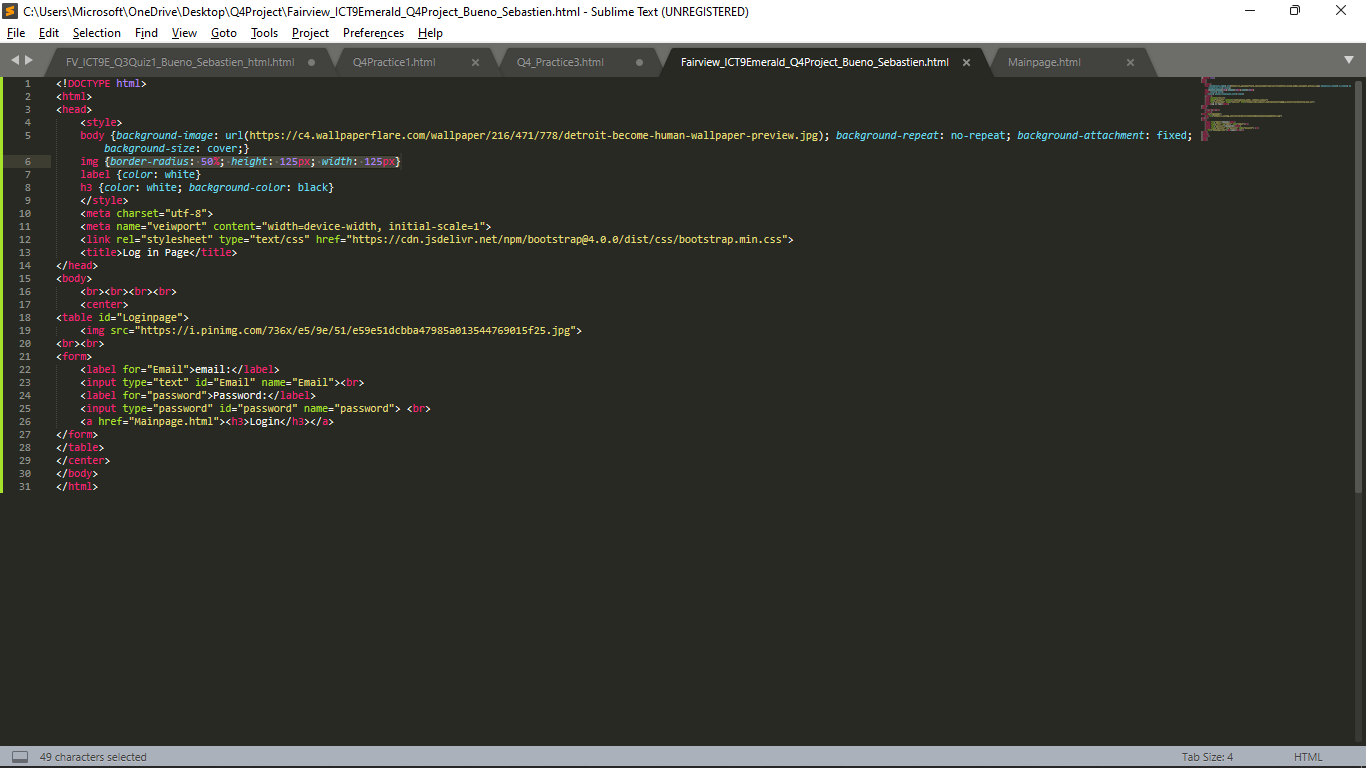 C:\Users\Microsoft\OneDrive\Desktop\Q4Project\Fairview_ICT9Emerald_Q4Project_Bueno_Sebastien.html - Sublime Text (UNREGISTERED)
File Edit Selection Find View Goto Tools Project Preferences Help
FV_ICT9E_Q3Quiz1_Bueno_Sebastien_html.html Q4Practice1.html Q4_Practice3.html Fairview_ICT9Emerald_Q4Project_Bueno_Sebastien.html Mainpage.html
1 <!DOCTYPE html>
2 <html>
3 <head>
4 <style>
5 body {background-image: url(https://c4.wallpaperflare.com/wallpaper/216/471/778/detroit-become-human-wallpaper-preview.jpg); background-repeat: no-repeat; background-attachment: fixed;
background-size: cover;}
6 img {border-radius: 50%; height: 125px; width: 125px}
7 label {color: white}
8 h3 {color: white; background-color: black}
9 </style>
10 <meta charset="utf-8">
11 <meta name="veiwport" content="width=device-width, initial-scale=1">
12 <link rel="stylesheet" type="text/css" href="https://cdn.jsdelivr.net/npm/bootstrap@4.0.0/dist/css/bootstrap.min.css">
13 <title>Log in Page</title>
14 </head>
15 <body>
16 <br><br><br><br>
17 <center>
18 <table id="Loginpage">
19 <img src="https://i.pinimg.com/736x/e5/9e/51/e59e51dcbba47985a013544769015f25.jpg">
20 <br><br>
21 <form>
22 <label for="Email">email:</label>
23 <input type="text" id="Email" name="Email"><br>
24 <label for="password">Password:</label>
25 <input type="password" id="password" name="password"> <br>
26 <a href="Mainpage.html"><h3>Login</h3></a>
27 </form>
28 </table>
29 </center>
30 </body>
31 </html>
49 characters selected Tab Size: 4 HTML